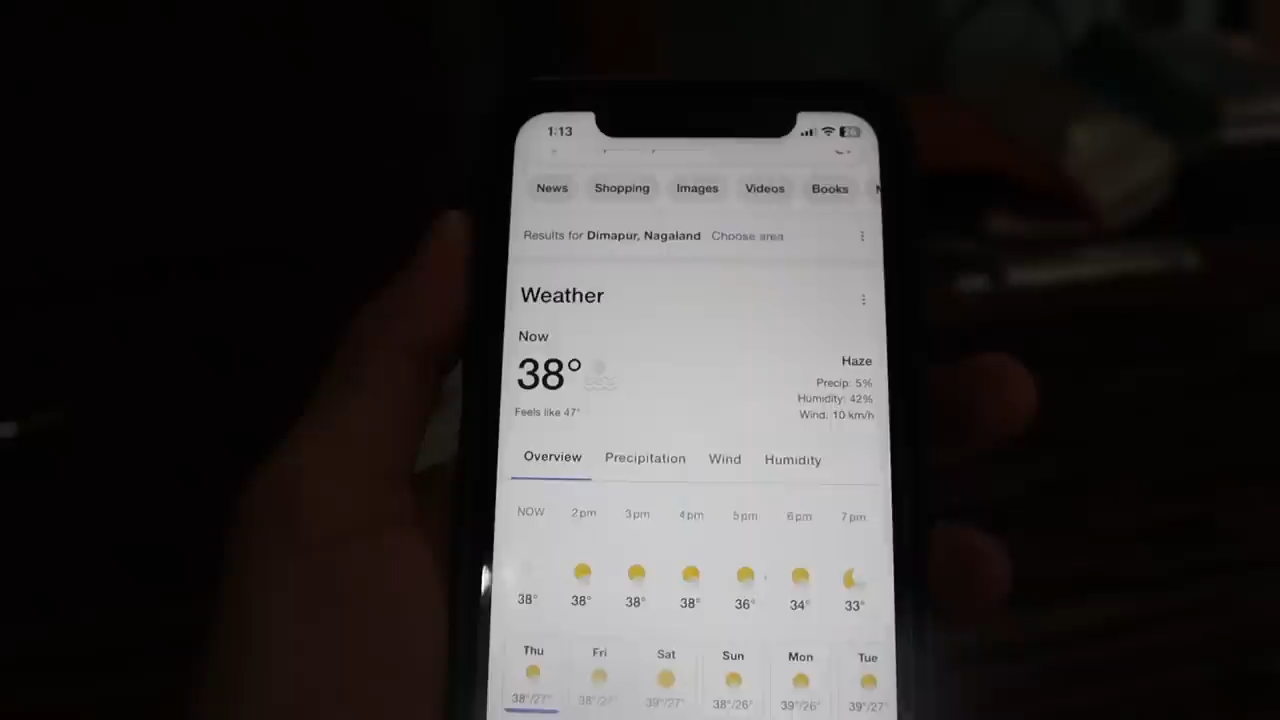 1:13
News Shopping Images Videos Books
Results for Dimapur, Nagaland Choose area
Weather
Now
38°
Feels like 47°
Haze
Precip: 5%
Humidity: 42%
Wind: 10 km/h
Overview Precipitation Wind Humidity
NOW 2 pm 3 pm 4 pm 5 pm 6 pm 7 pm
38° 38° 38° 38° 36° 34° 33°
Thu Fri Sat Sun Mon Tue
38°/27° 39°/27° 38°/26° 39°/26° 39°/27°